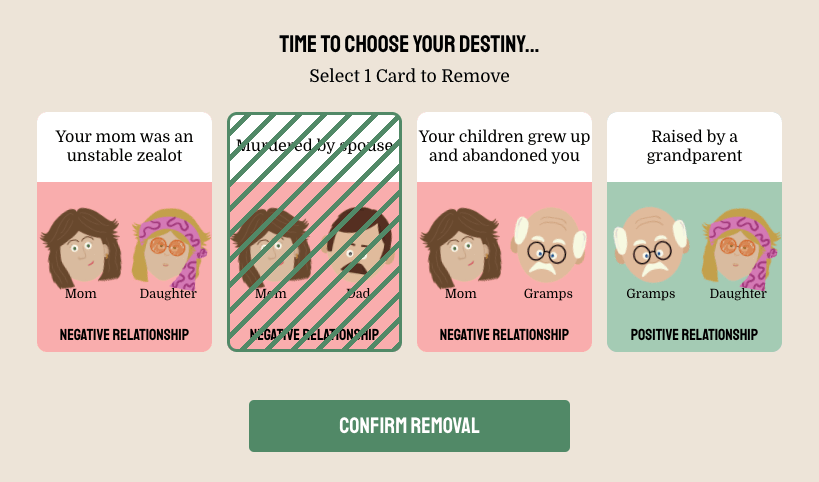 TIME TO CHOOSE YOUR DESTINY...
Select 1 Card to Remove
Your mom was an
unstable zealot
Mom Daughter
NEGATIVE RELATIONSHIP
Murdered by spouse
Mom Dad
NEGATIVE RELATIONSHIP
Your children grew up
and abandoned you
Mom Gramps
NEGATIVE RELATIONSHIP
Raised by a
grandparent
Gramps Daughter
POSITIVE RELATIONSHIP
CONFIRM REMOVAL